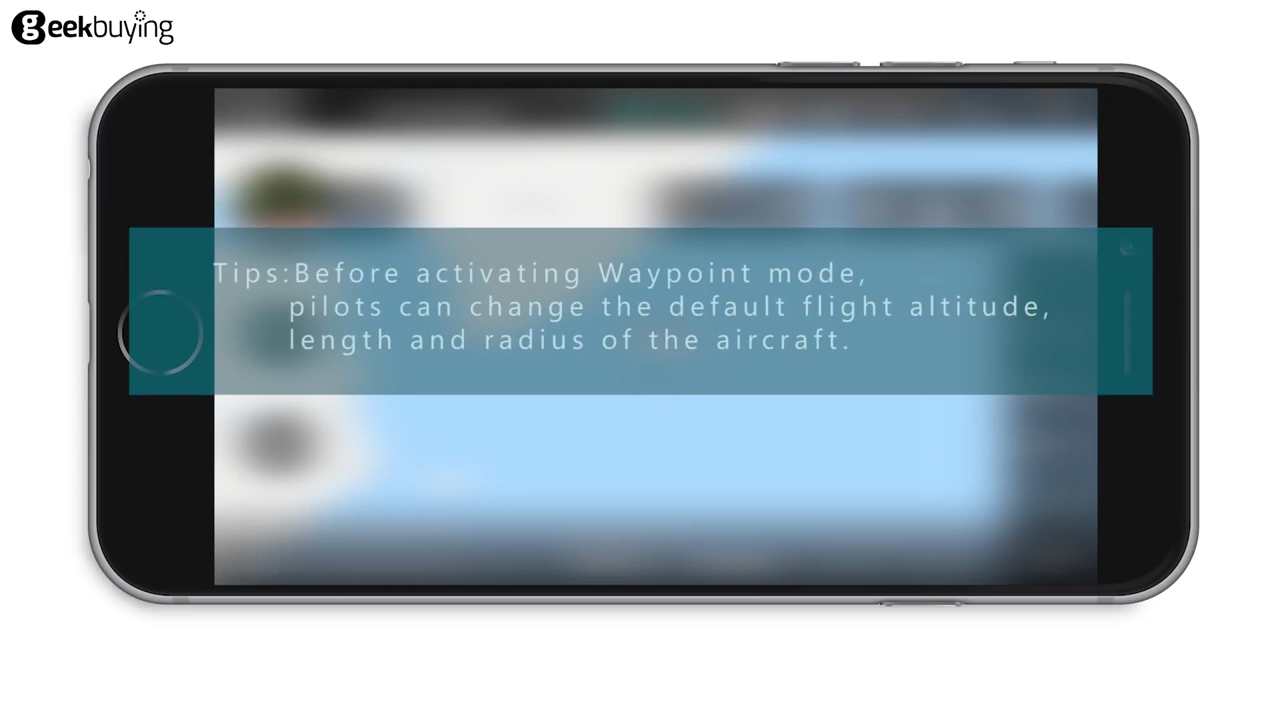 geekbuying
Tips:Before activating Waypoint mode,
pilots can change the default flight altitude,
length and radius of the aircraft.